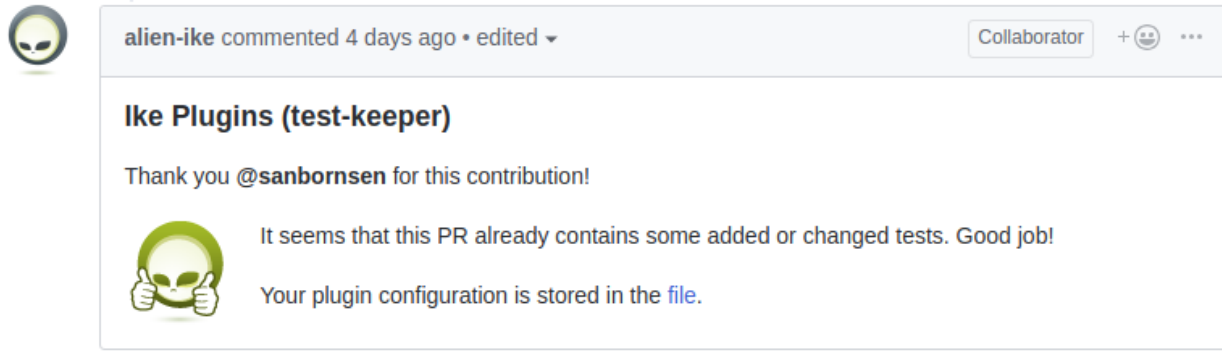 alien-ike commented 4 days ago • edited
Collaborator
Ike Plugins (test-keeper)
Thank you @sanbornsen for this contribution!
It seems that this PR already contains some added or changed tests. Good job!
Your plugin configuration is stored in the file.